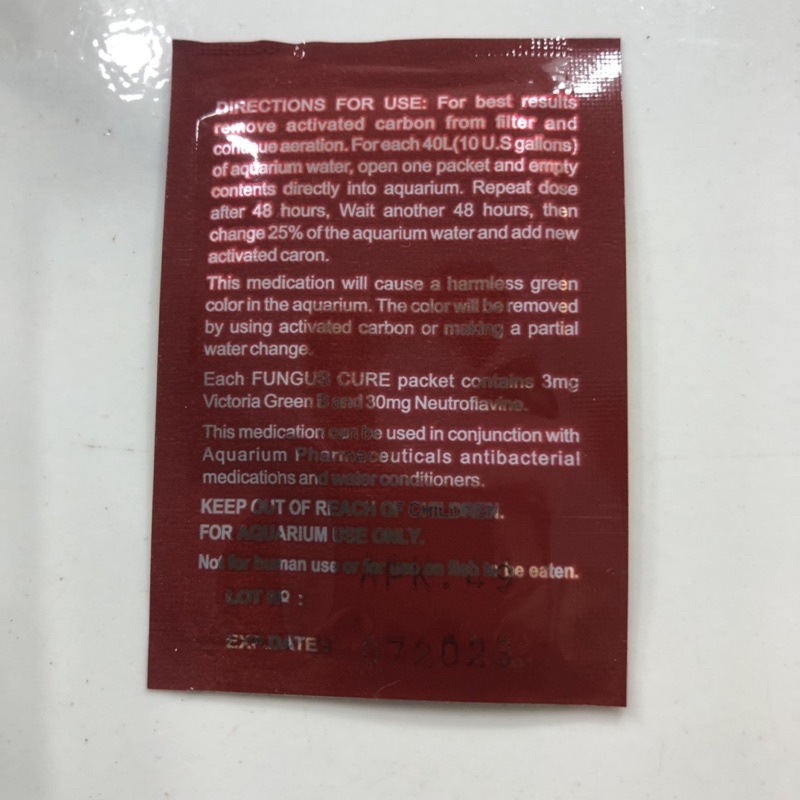 DIRECTIONS FOR USE: For best results
remove activated carbon from filter and
continue aeration. For each 40L(10 U.S gallons)
of aquarium water, open one packet and empty
contents directly into aquarium. Repeat dose
after 48 hours, Wait another 48 hours, then
change 25% of the aquarium water and add new
activated caron.
This medication will cause a harmless green
color in the aquarium. The color will be removed
by using activated carbon or making a partial
water change.
Each FUNGUS CURE packet contains 3mg
Victoria Green B and 30mg Neutroflavine.
This medication can be used in conjunction with
Aquarium Pharmaceuticals antibacterial
medications and water conditioners.
KEEP OUT OF REACH OF CHILDREN.
FOR AQUARIUM USE ONLY.
Not for human use or for use on fish to be eaten.
LOT Nº :
EXP.DATE